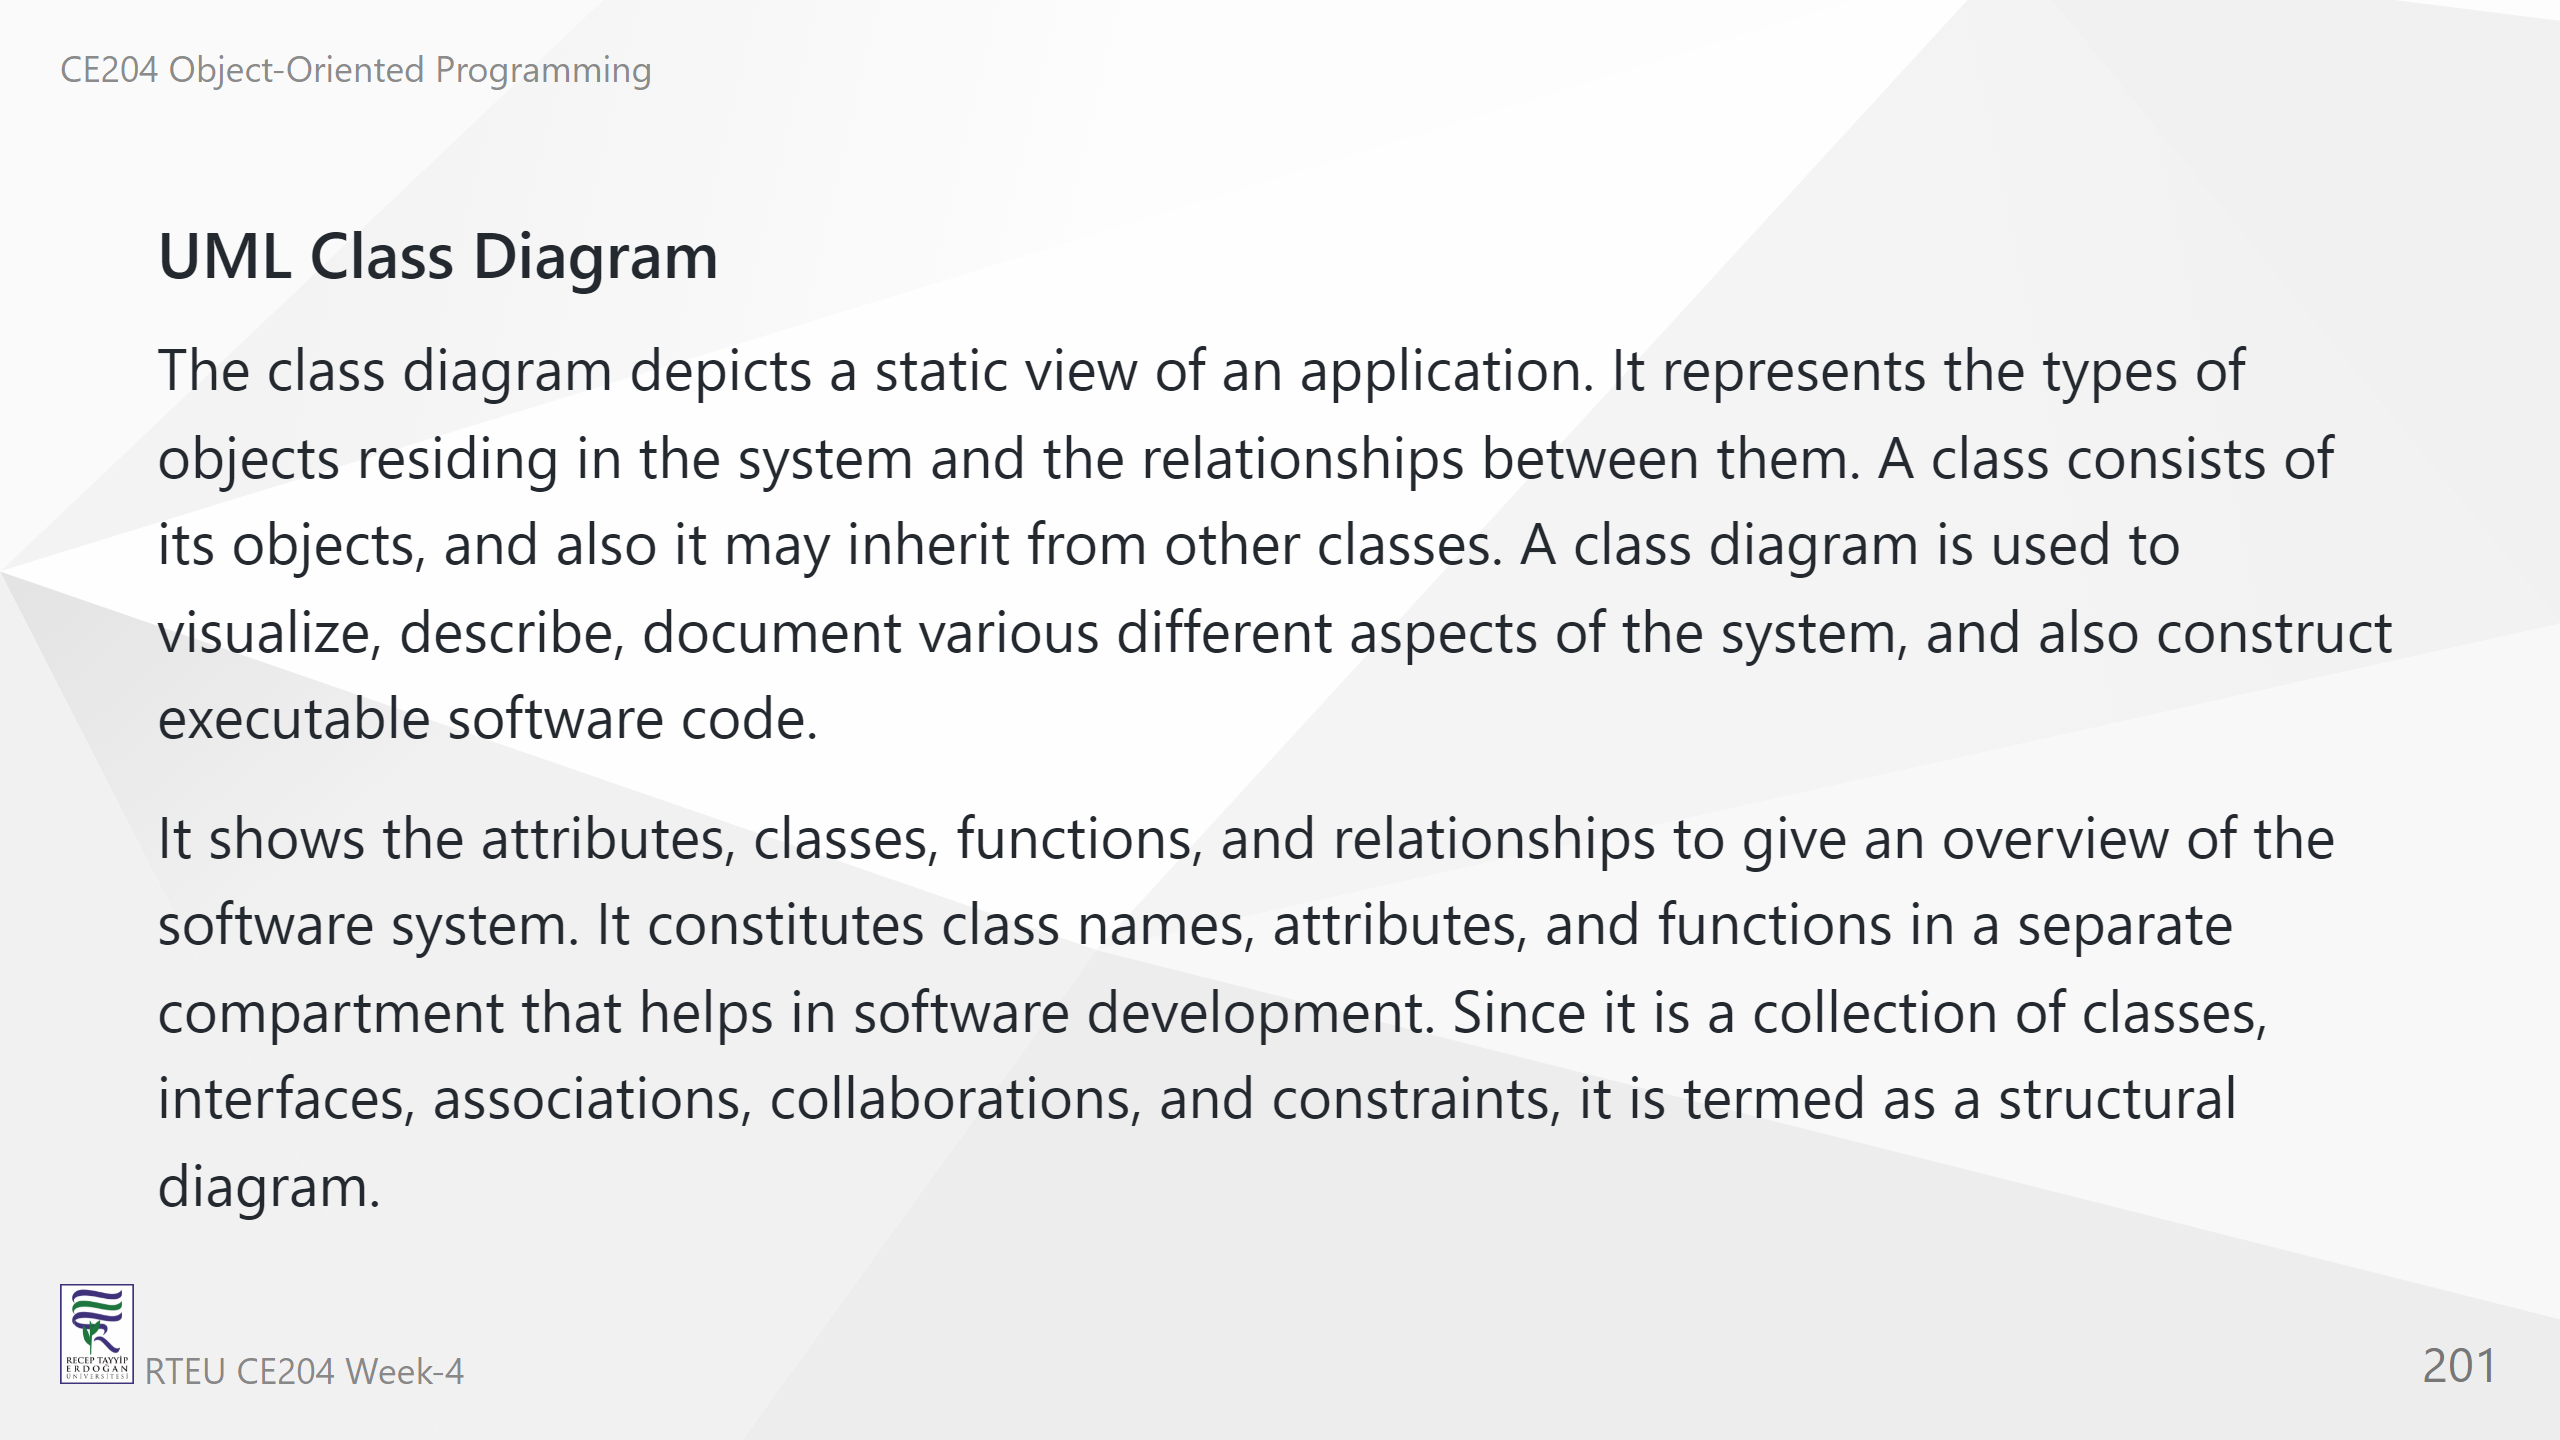 CE204 Object-Oriented Programming
UML Class Diagram
The class diagram depicts a static view of an application. It represents the types of
objects residing in the system and the relationships between them. A class consists of
its objects, and also it may inherit from other classes. A class diagram is used to
visualize, describe, document various different aspects of the system, and also construct
executable software code.
It shows the attributes, classes, functions, and relationships to give an overview of the
software system. It constitutes class names, attributes, and functions in a separate
compartment that helps in software development. Since it is a collection of classes,
interfaces, associations, collaborations, and constraints, it is termed as a structural
diagram.
RECEP TAYYİP
ERDOĞAN
ÜNİVERSİTESİ
RTEU CE204 Week-4
201